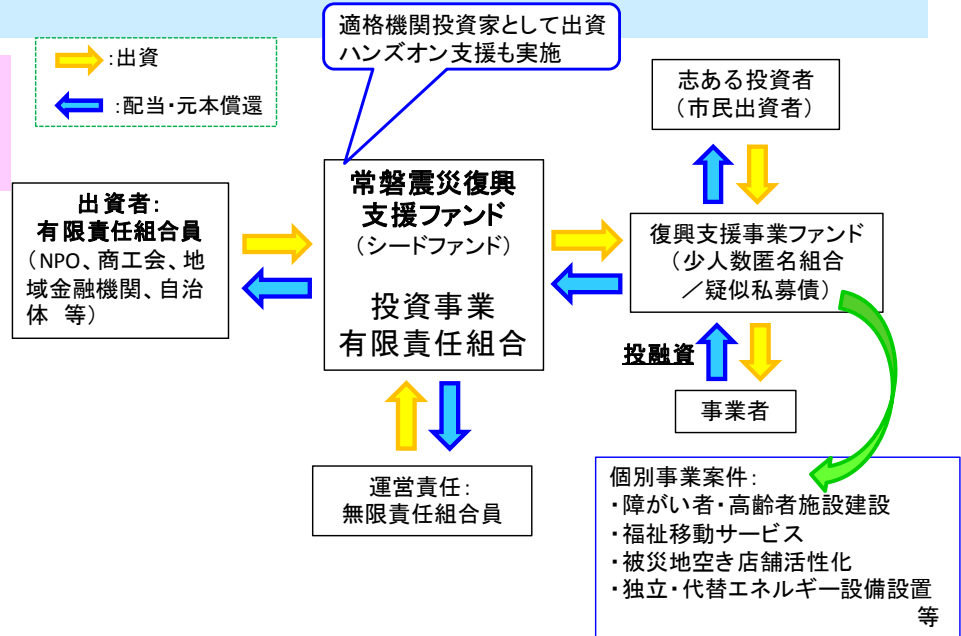 適格機関投資家として出資
ハンズオン支援も実施
:出資
:配当・元本償還
志ある投資者
（市民出資者）
出資者:
有限責任組合員
（NPO、商工会、地
域金融機関、自治
体　等）
常磐震災復興
支援ファンド
（シードファンド）
投資事業
有限責任組合
復興支援事業ファンド
（少人数匿名組合
／疑似私募債）
投融資
事業者
運営責任:
無限責任組合員
個別事業案件:
・障がい者・高齢者施設建設
・福祉移動サービス
・被災地空き店舗活性化
・独立・代替エネルギー設備設置
等